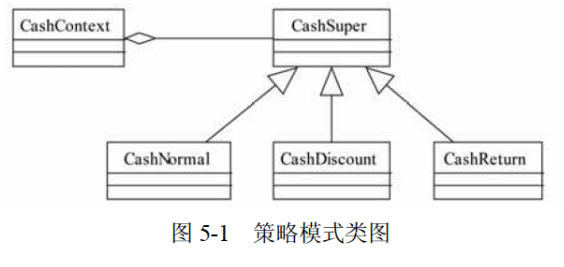 CashContext
CashSuper
CashNormal
CashDiscount
CashReturn
图 5-1 策略模式类图